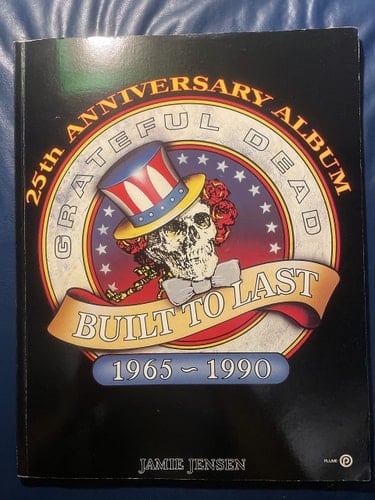 25th ANNIVERSARY ALBUM
GRATEFUL DEAD
BUILT TO LAST
1965 ~ 1990
JAMIE JENSEN
PLUME
P